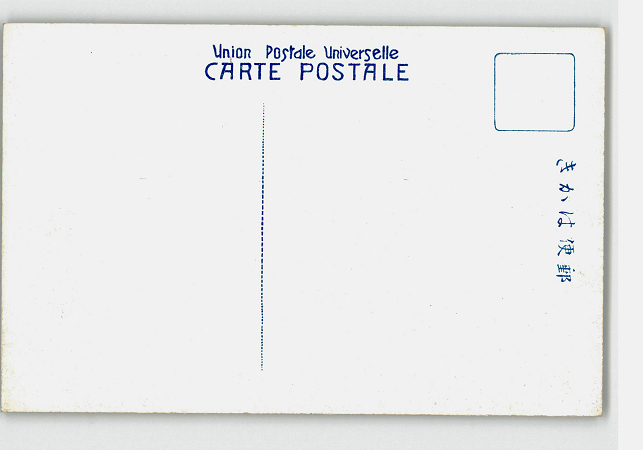 Union Postale Universelle
CARTE POSTALE
きかは便郵